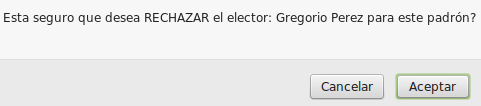 Esta seguro que desea RECHAZAR el elector: Gregorio Perez para este padrón?
Cancelar
Aceptar